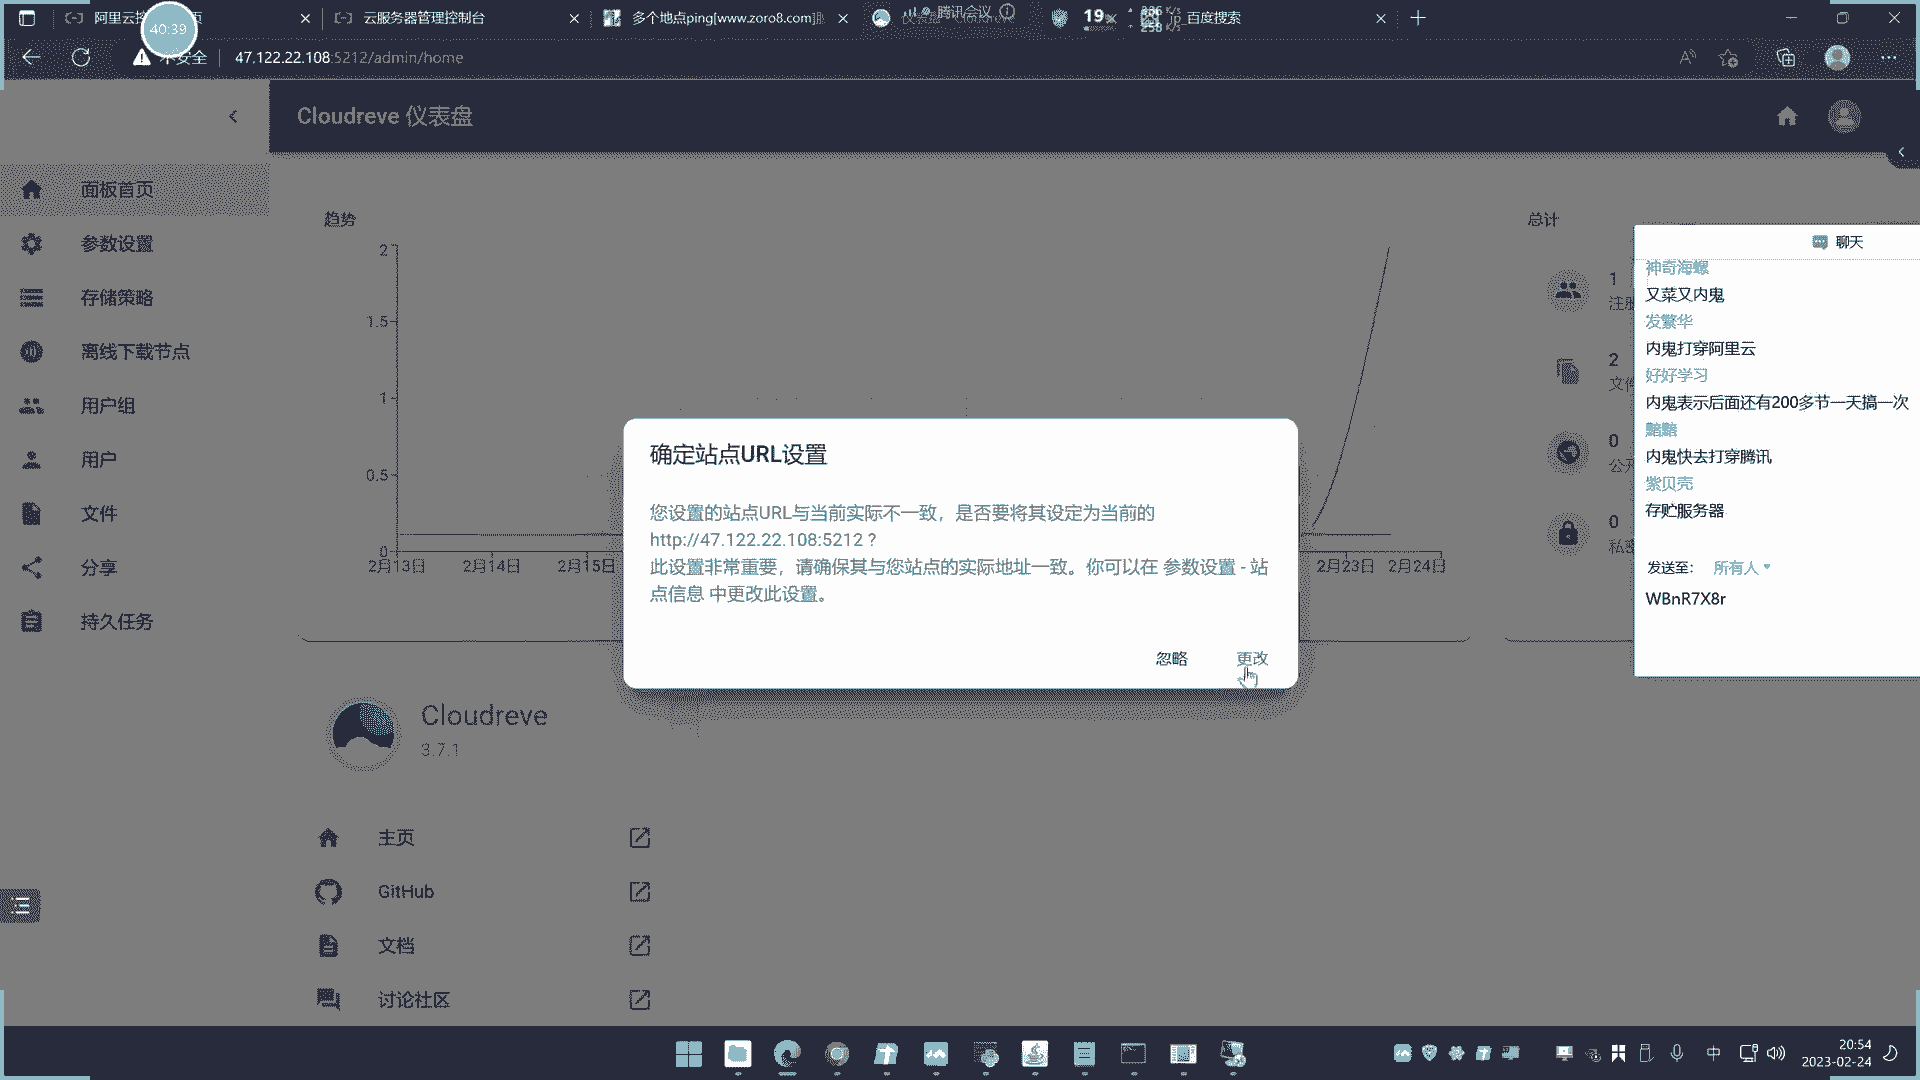 40:39
云服务器管理控制台
多个地点ping[www.zoro8.com]
腾讯会议
19%
336 K/s
258 K/s
百度搜索
不安全
47.122.22.108:5212/admin/home
Cloudreve 仪表盘
面板首页
参数设置
存储策略
离线下载节点
用户组
用户
文件
分享
持久任务
趋势
2
1.5
1
0.5
0
2月13日 2月14日 2月15日 2月23日 2月24日
总计
1
2
0
0
确定站点URL设置
您设置的站点URL与当前实际不一致，是否要将其设定为当前的
http://47.122.22.108:5212 ?
此设置非常重要，请确保其与您站点的实际地址一致。你可以在 参数设置 - 站
点信息 中更改此设置。
忽略 更改
聊天
神奇海螺
又菜又内鬼
发繁华
内鬼打穿阿里云
好好学习
内鬼表示后面还有200多节一天搞一次
黯黯
内鬼快去打穿腾讯
紫贝壳
存贮服务器
发送至： 所有人
WBnR7X8r
Cloudreve
3.7.1
主页
GitHub
文档
讨论社区
中
20:54
2023-02-24